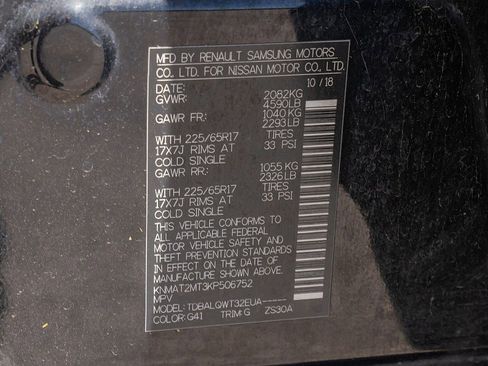 MFD BY RENAULT SAMSUNG MOTORS
CO., LTD. FOR NISSAN MOTOR CO., LTD.
DATE: 10/18
GVWR: 2082KG
4590LB
GAWR FR: 1040KG
2293LB
WITH 225/65R17 TIRES
17X7J RIMS AT 33 PSI
COLD SINGLE
GAWR RR: 1055 KG
2326LB
WITH 225/65R17 TIRES
17X7J RIMS AT 33 PSI
COLD SINGLE
THIS VEHICLE CONFORMS TO
ALL APPLICABLE FEDERAL
MOTOR VEHICLE SAFETY AND
THEFT PREVENTION STANDARDS
IN EFFECT ON THE DATE OF
MANUFACTURE SHOWN ABOVE
KNMAT2MT3KP506752
MPV
MODEL: TDBALQWT32EUA-----
COLOR: G41 TRIM: G ZS30A